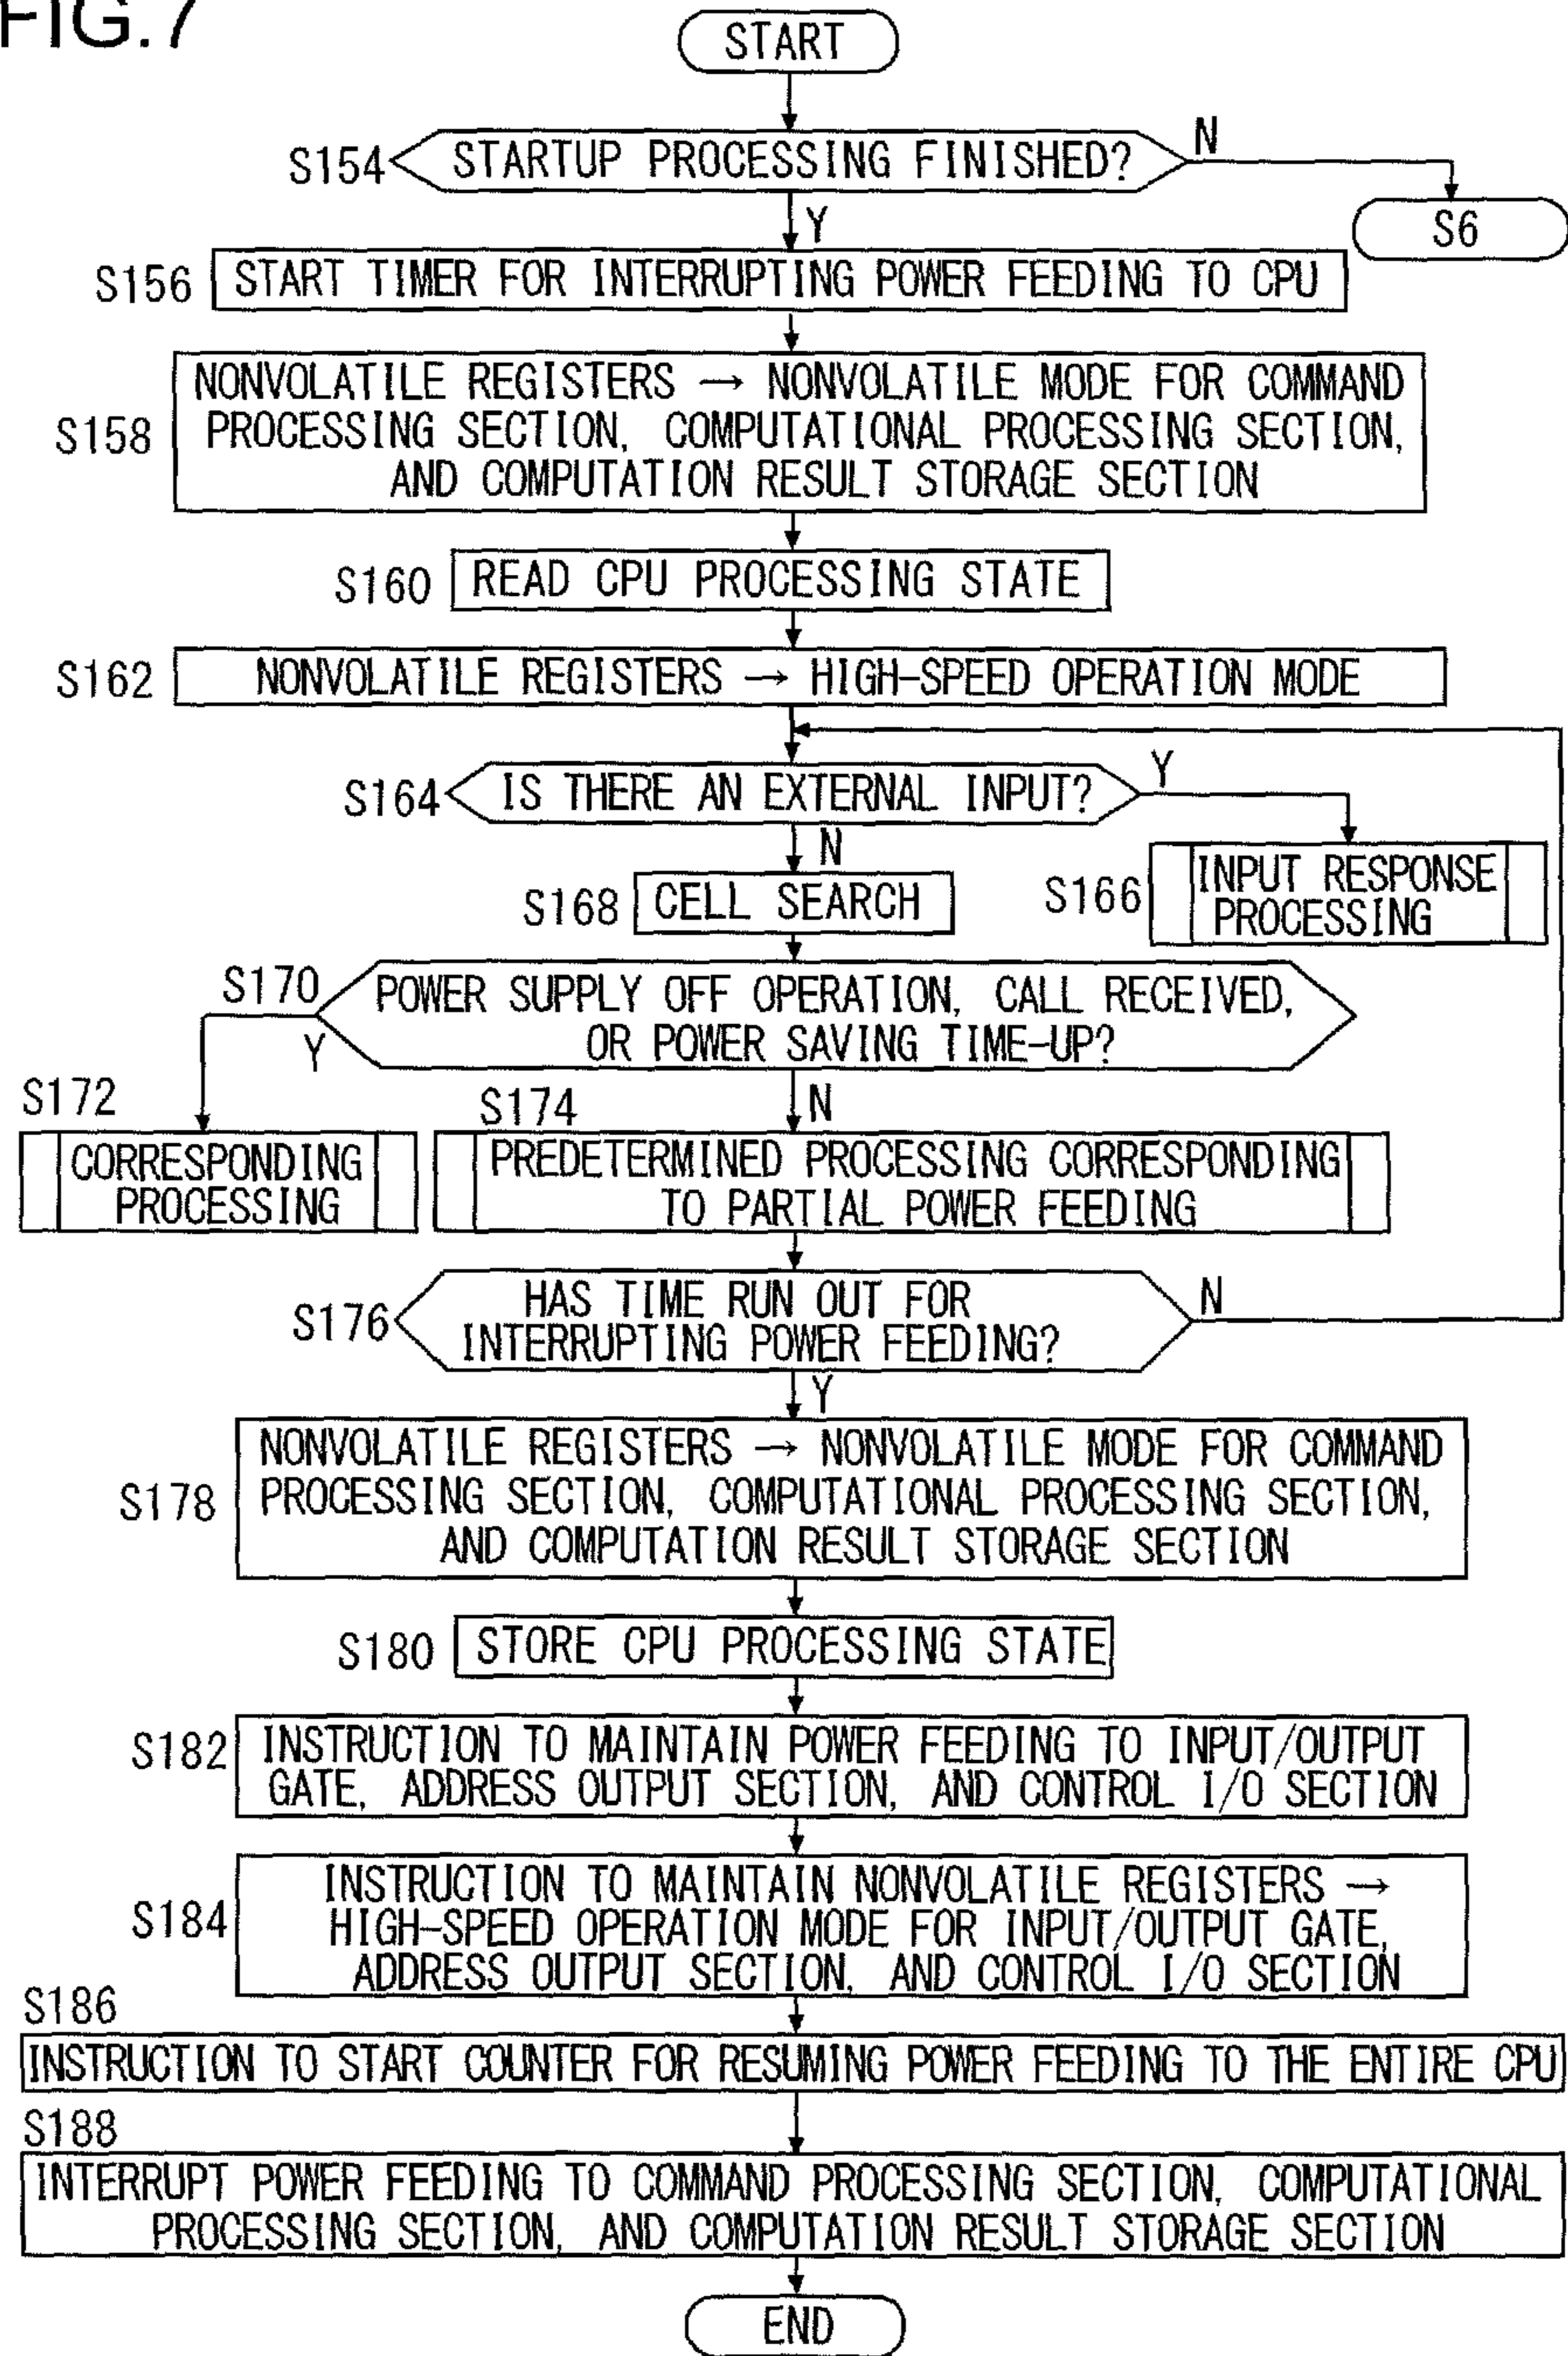 FIG.7
START
S154
STARTUP PROCESSING FINISHED?
N
S6
Y
S156
START TIMER FOR INTERRUPTING POWER FEEDING TO CPU
S158
NONVOLATILE REGISTERS → NONVOLATILE MODE FOR COMMAND
PROCESSING SECTION, COMPUTATIONAL PROCESSING SECTION,
AND COMPUTATION RESULT STORAGE SECTION
S160
READ CPU PROCESSING STATE
S162
NONVOLATILE REGISTERS → HIGH-SPEED OPERATION MODE
S164
IS THERE AN EXTERNAL INPUT?
Y
N
S166
INPUT RESPONSE
PROCESSING
S168
CELL SEARCH
S170
POWER SUPPLY OFF OPERATION, CALL RECEIVED,
OR POWER SAVING TIME-UP?
Y
N
S172
CORRESPONDING
PROCESSING
S174
PREDETERMINED PROCESSING CORRESPONDING
TO PARTIAL POWER FEEDING
S176
HAS TIME RUN OUT FOR
INTERRUPTING POWER FEEDING?
N
Y
S178
NONVOLATILE REGISTERS → NONVOLATILE MODE FOR COMMAND
PROCESSING SECTION, COMPUTATIONAL PROCESSING SECTION,
AND COMPUTATION RESULT STORAGE SECTION
S180
STORE CPU PROCESSING STATE
S182
INSTRUCTION TO MAINTAIN POWER FEEDING TO INPUT/OUTPUT
GATE, ADDRESS OUTPUT SECTION, AND CONTROL I/O SECTION
S184
INSTRUCTION TO MAINTAIN NONVOLATILE REGISTERS →
HIGH-SPEED OPERATION MODE FOR INPUT/OUTPUT GATE,
ADDRESS OUTPUT SECTION, AND CONTROL I/O SECTION
S186
INSTRUCTION TO START COUNTER FOR RESUMING POWER FEEDING TO THE ENTIRE CPU
S188
INTERRUPT POWER FEEDING TO COMMAND PROCESSING SECTION, COMPUTATIONAL
PROCESSING SECTION, AND COMPUTATION RESULT STORAGE SECTION
END